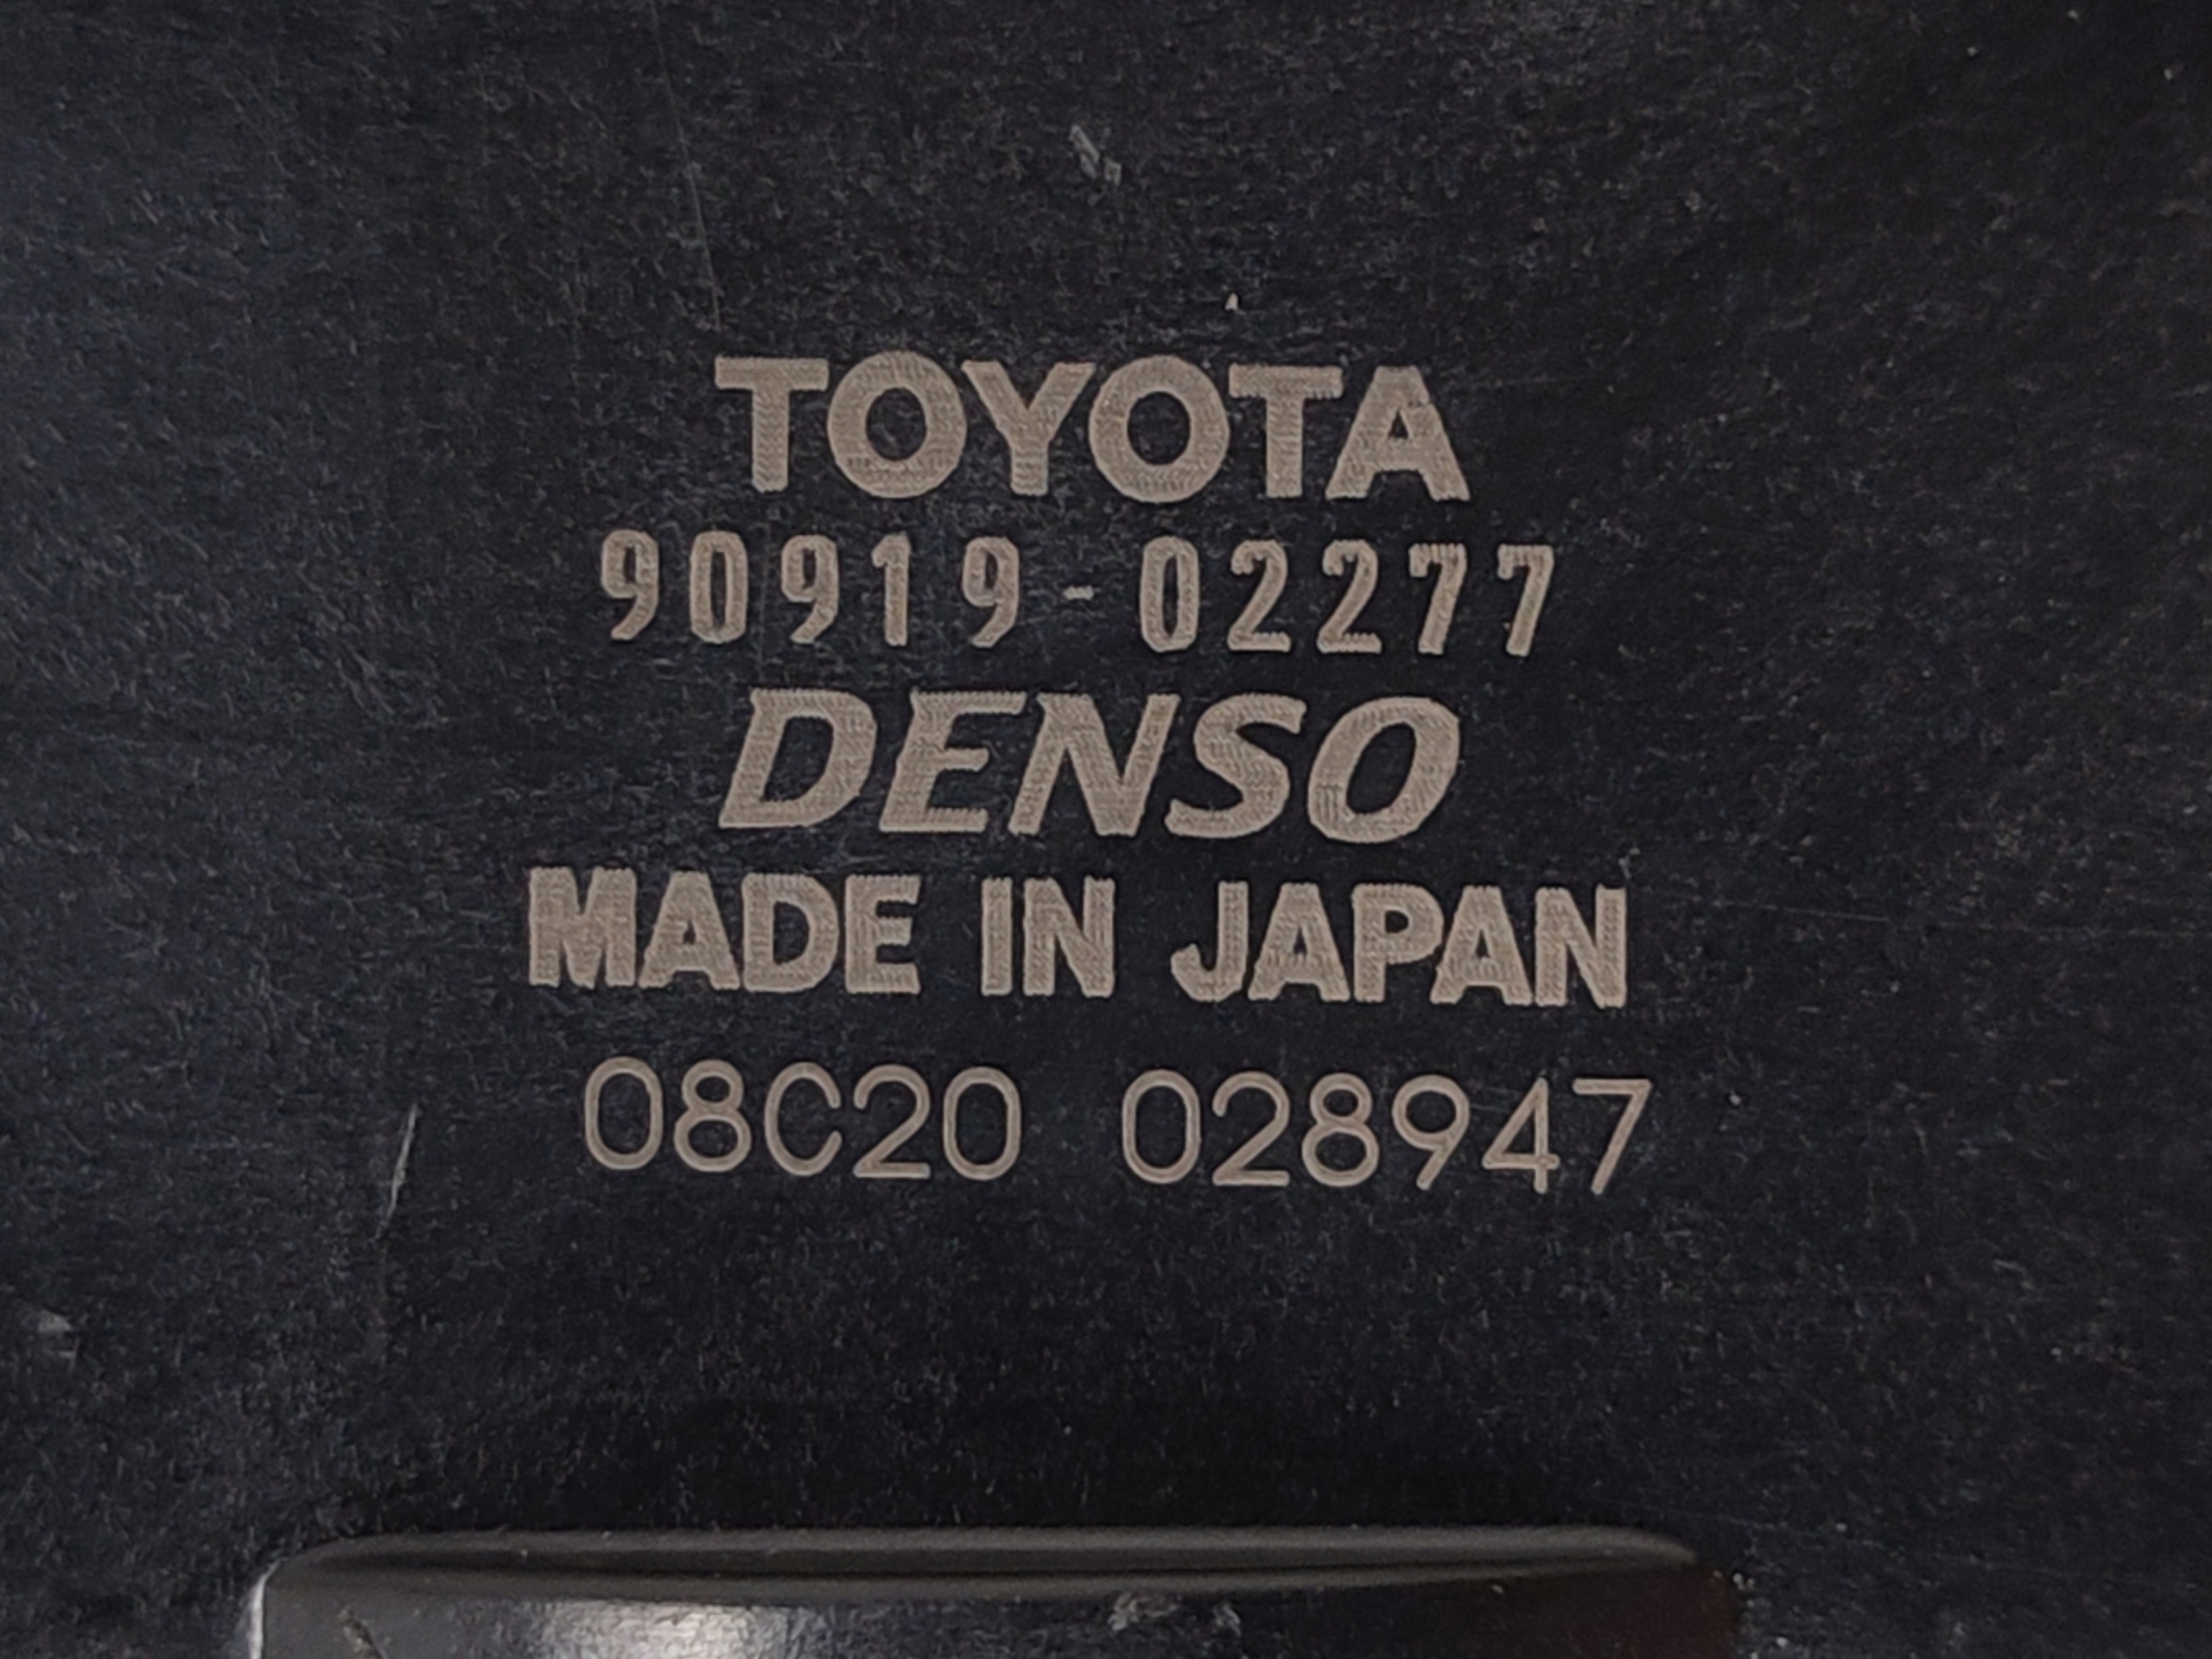 TOYOTA
90919-02277
DENSO
MADE IN JAPAN
08C20 028947